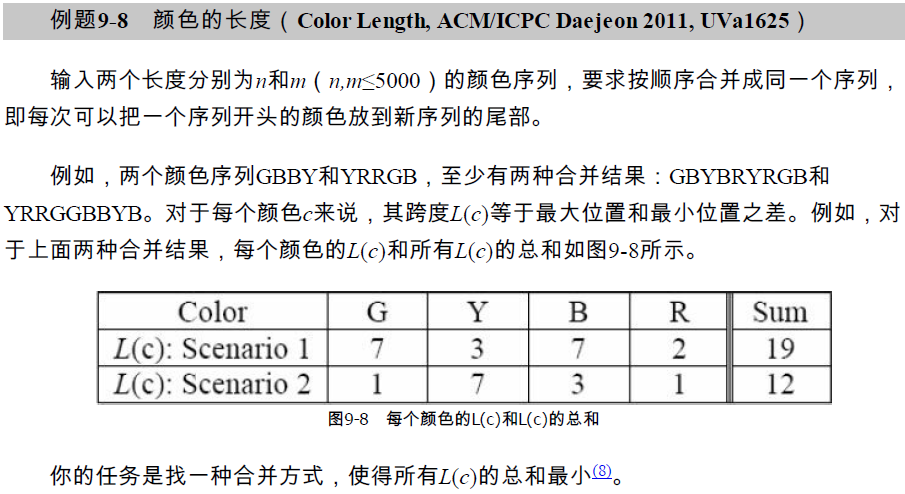 例题9-8 颜色的长度（Color Length, ACM/ICPC Daejeon 2011, UVa1625）
输入两个长度分别为n和m（n,m≤5000）的颜色序列，要求按顺序合并成同一个序列，
即每次可以把一个序列开头的颜色放到新序列的尾部。
例如，两个颜色序列GBBY和YRRGB，至少有两种合并结果：GBYBRYRGB和
YRRGGBBYB。对于每个颜色c来说，其跨度L(c)等于最大位置和最小位置之差。例如，对
于上面两种合并结果，每个颜色的L(c)和所有L(c)的总和如图9-8所示。
Color G Y B R Sum
L(c): Scenario 1 7 3 7 2 19
L(c): Scenario 2 1 7 3 1 12
图9-8 每个颜色的L(c)和L(c)的总和
你的任务是找一种合并方式，使得所有L(c)的总和最小(8)。